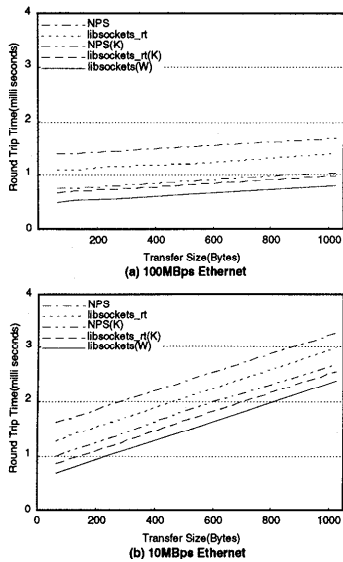 4
3
2
1
0
Round Trip Time(milli seconds)
NPS
libsockets_rt
NPS(K)
libsockets_rt(K)
libsockets(W)
200 400 600 800 1000
Transfer Size(Bytes)
(a) 100MBps Ethernet
4
3
2
1
0
Round Trip Time(milli seconds)
NPS
libsockets_rt
NPS(K)
libsockets_rt(K)
libsockets(W)
0 200 400 600 800 1000
Transfer Size(Bytes)
(b) 10MBps Ethernet